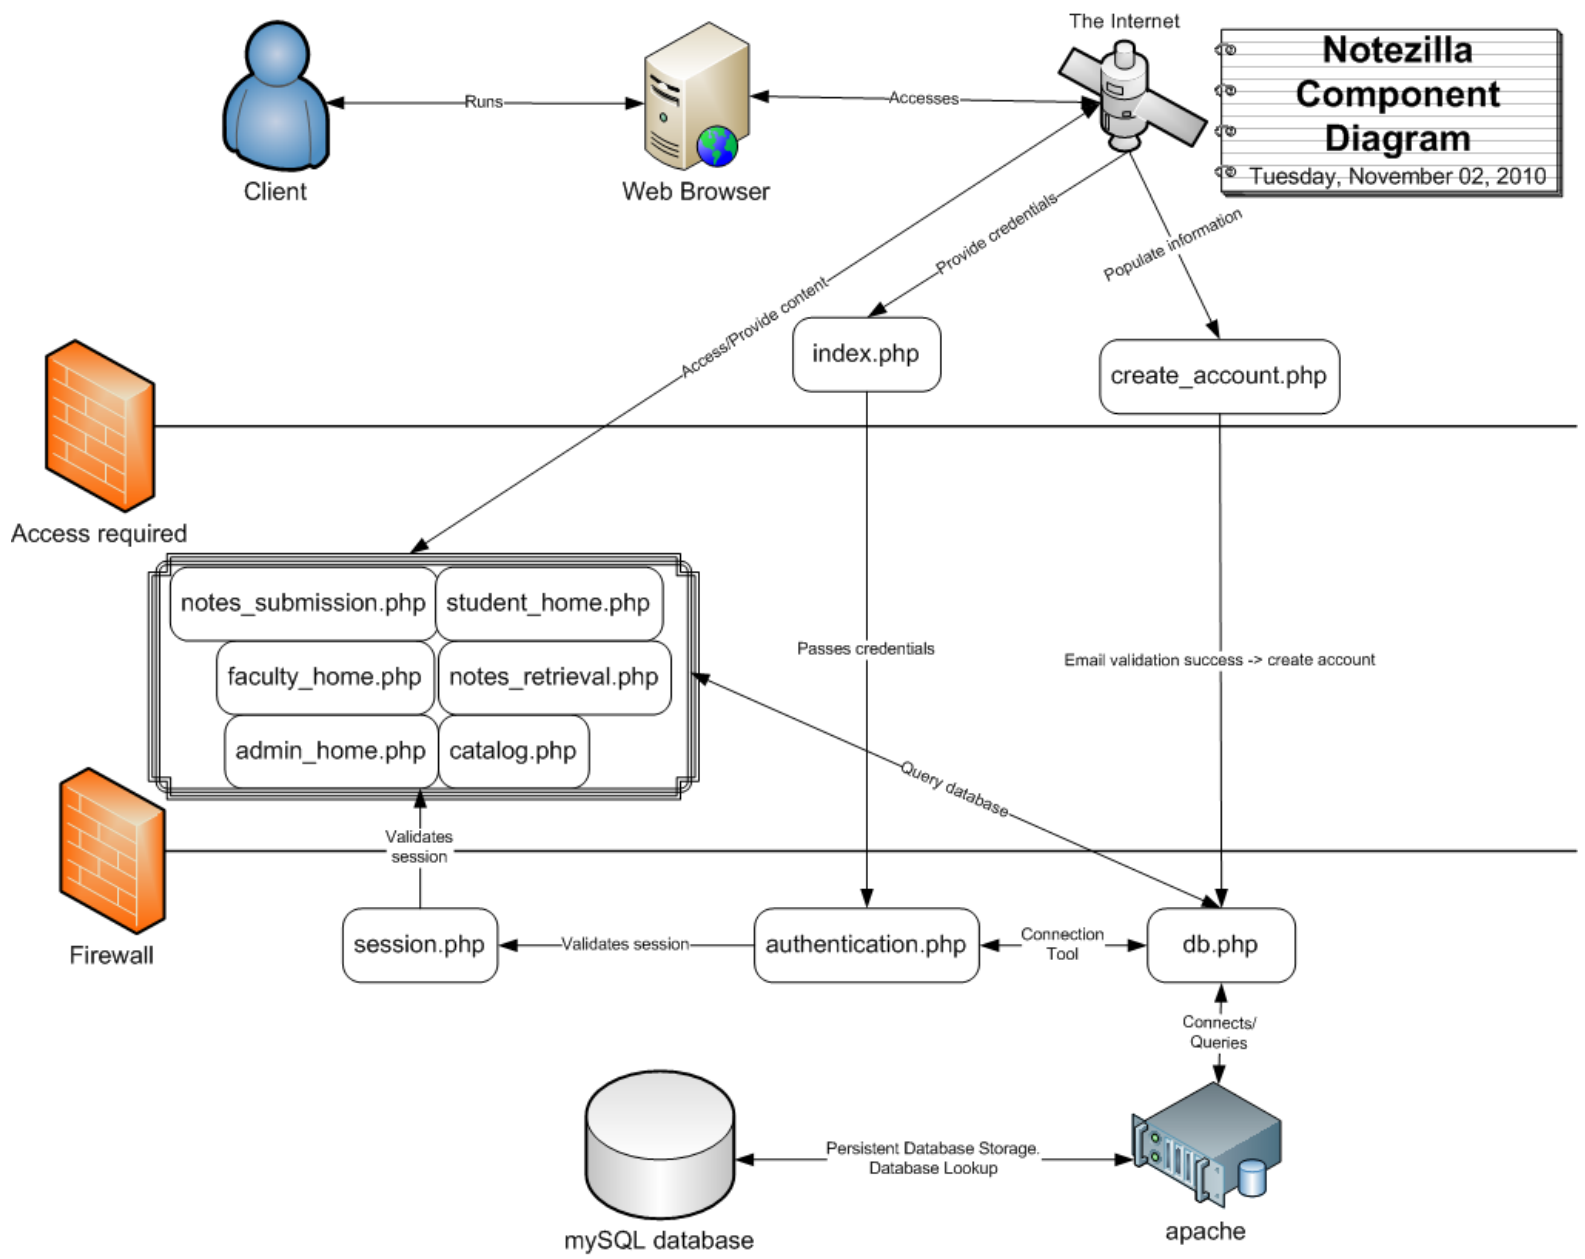 The Internet
Notezilla
Component
Diagram
Tuesday, November 02, 2010
Runs
Accesses
Client
Web Browser
Provide credentials
Populate information
Access/Provide content
index.php
create_account.php
Access required
notes_submission.php
student_home.php
faculty_home.php
notes_retrieval.php
admin_home.php
catalog.php
Passes credentials
Email validation success -> create account
Query database
Validates
session
Firewall
session.php
Validates session
authentication.php
Connection
Tool
db.php
Connects/
Queries
Persistent Database Storage.
Database Lookup
mySQL database
apache